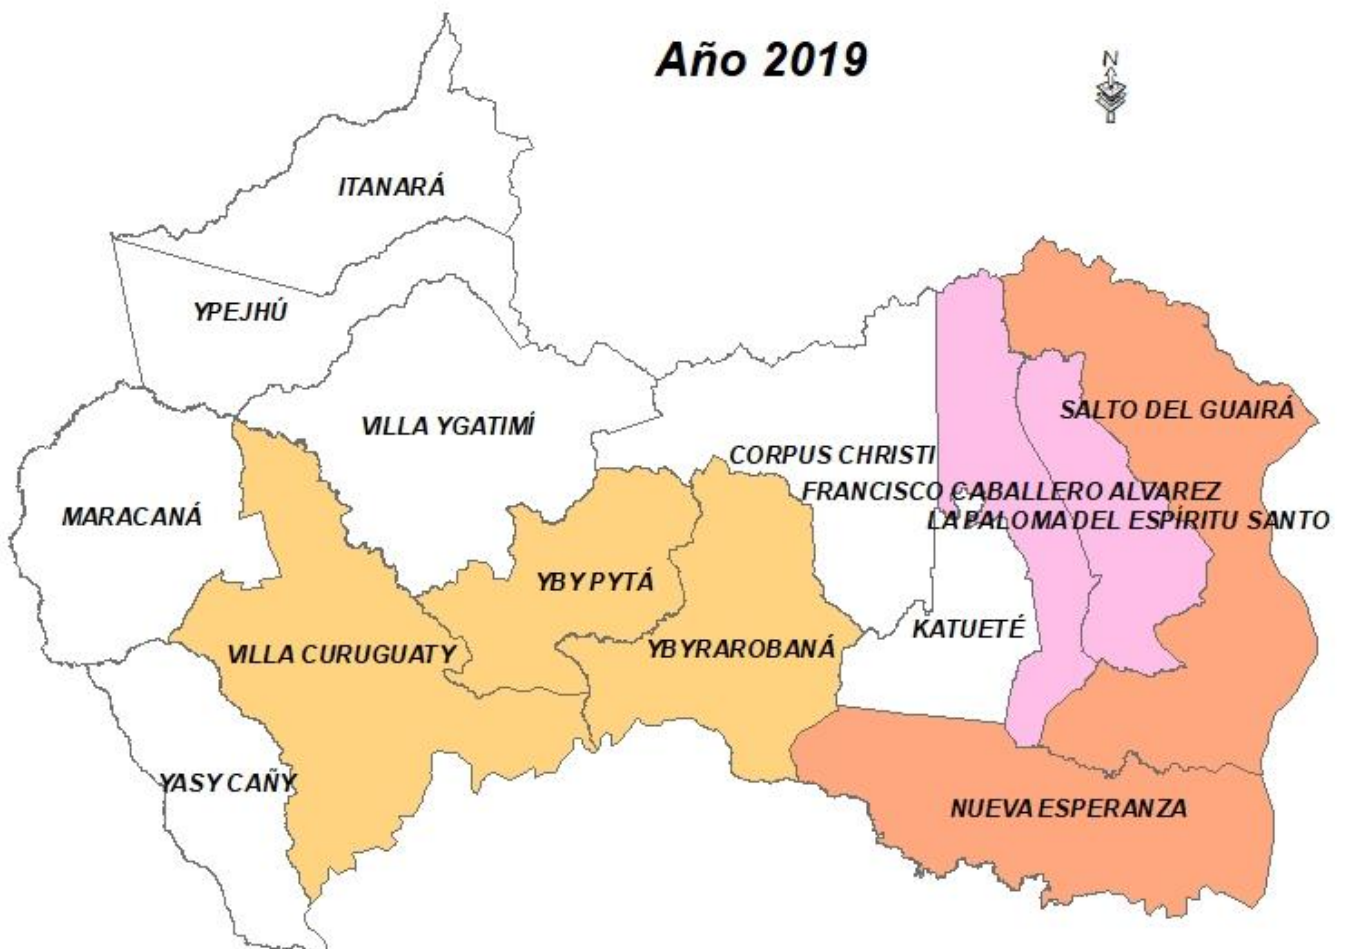 Año 2019
N
ITANARÁ
YPEJHÚ
VILLA YGATIMÍ
SALTO DEL GUAIRÁ
CORPUS CHRISTI
FRANCISCO CABALLERO ALVAREZ
MARACANÁ
LA PALOMA DEL ESPÍRITU SANTO
YBY PYTÁ
KATUETÉ
VILLA CURUGUATY
YBYRAROBANÁ
YASY CAÑY
NUEVA ESPERANZA